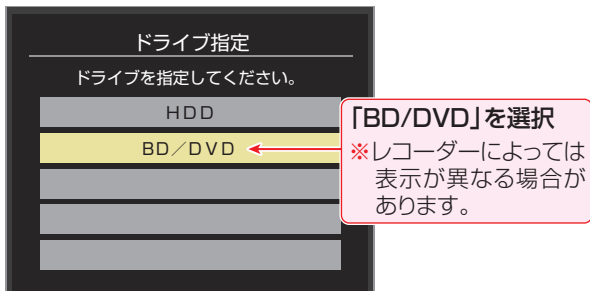 ドライブ指定
ドライブを指定してください。
HDD
BD／DVD
「BD/DVD」を選択
※レコーダーによっては
表示が異なる場合が
あります。